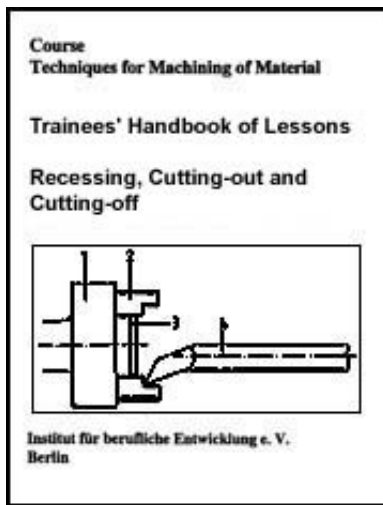 Course
Techniques for Machining of Material
Trainees' Handbook of Lessons
Recessing, Cutting-out and
Cutting-off
1 2
3
Institut für berufliche Entwicklung e. V.
Berlin